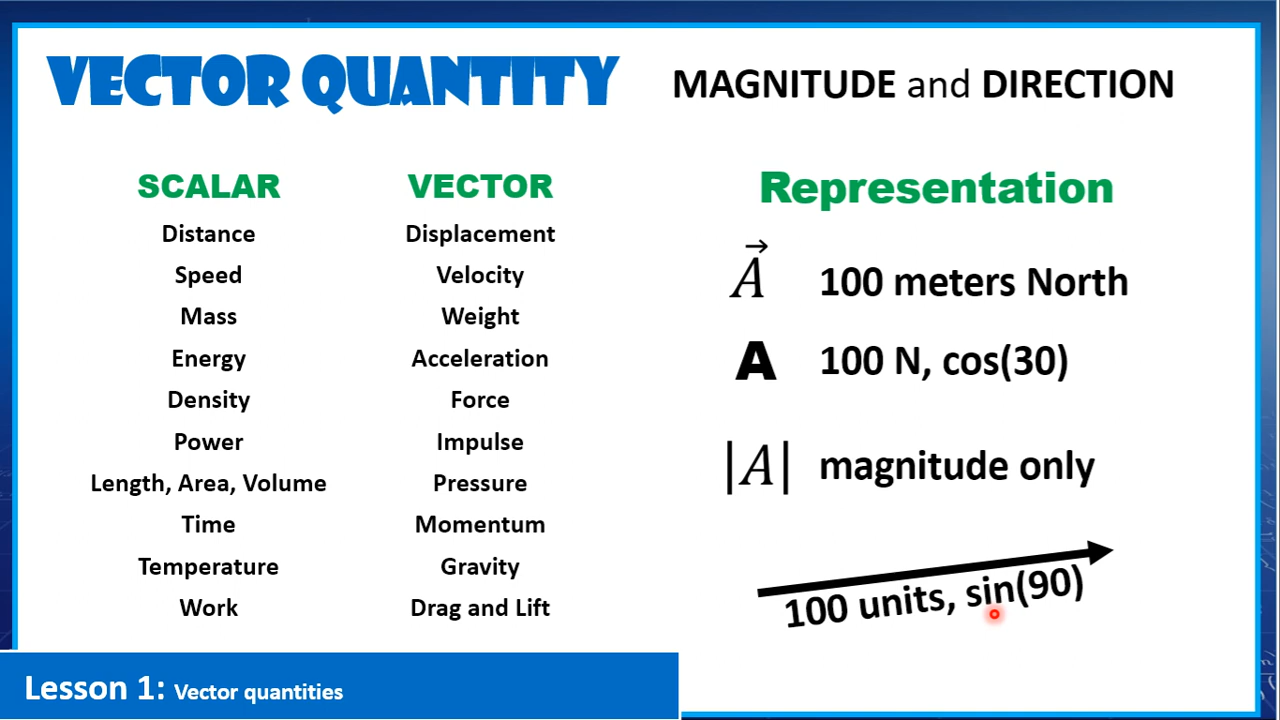 VECTOR QUANTITY
MAGNITUDE and DIRECTION
SCALAR
Distance
Speed
Mass
Energy
Density
Power
Length, Area, Volume
Time
Temperature
Work
VECTOR
Displacement
Velocity
Weight
Acceleration
Force
Impulse
Pressure
Momentum
Gravity
Drag and Lift
Representation
A⃗ 100 meters North
A 100 N, cos(30)
|A| magnitude only
100 units, sin(90)
Lesson 1: Vector quantities